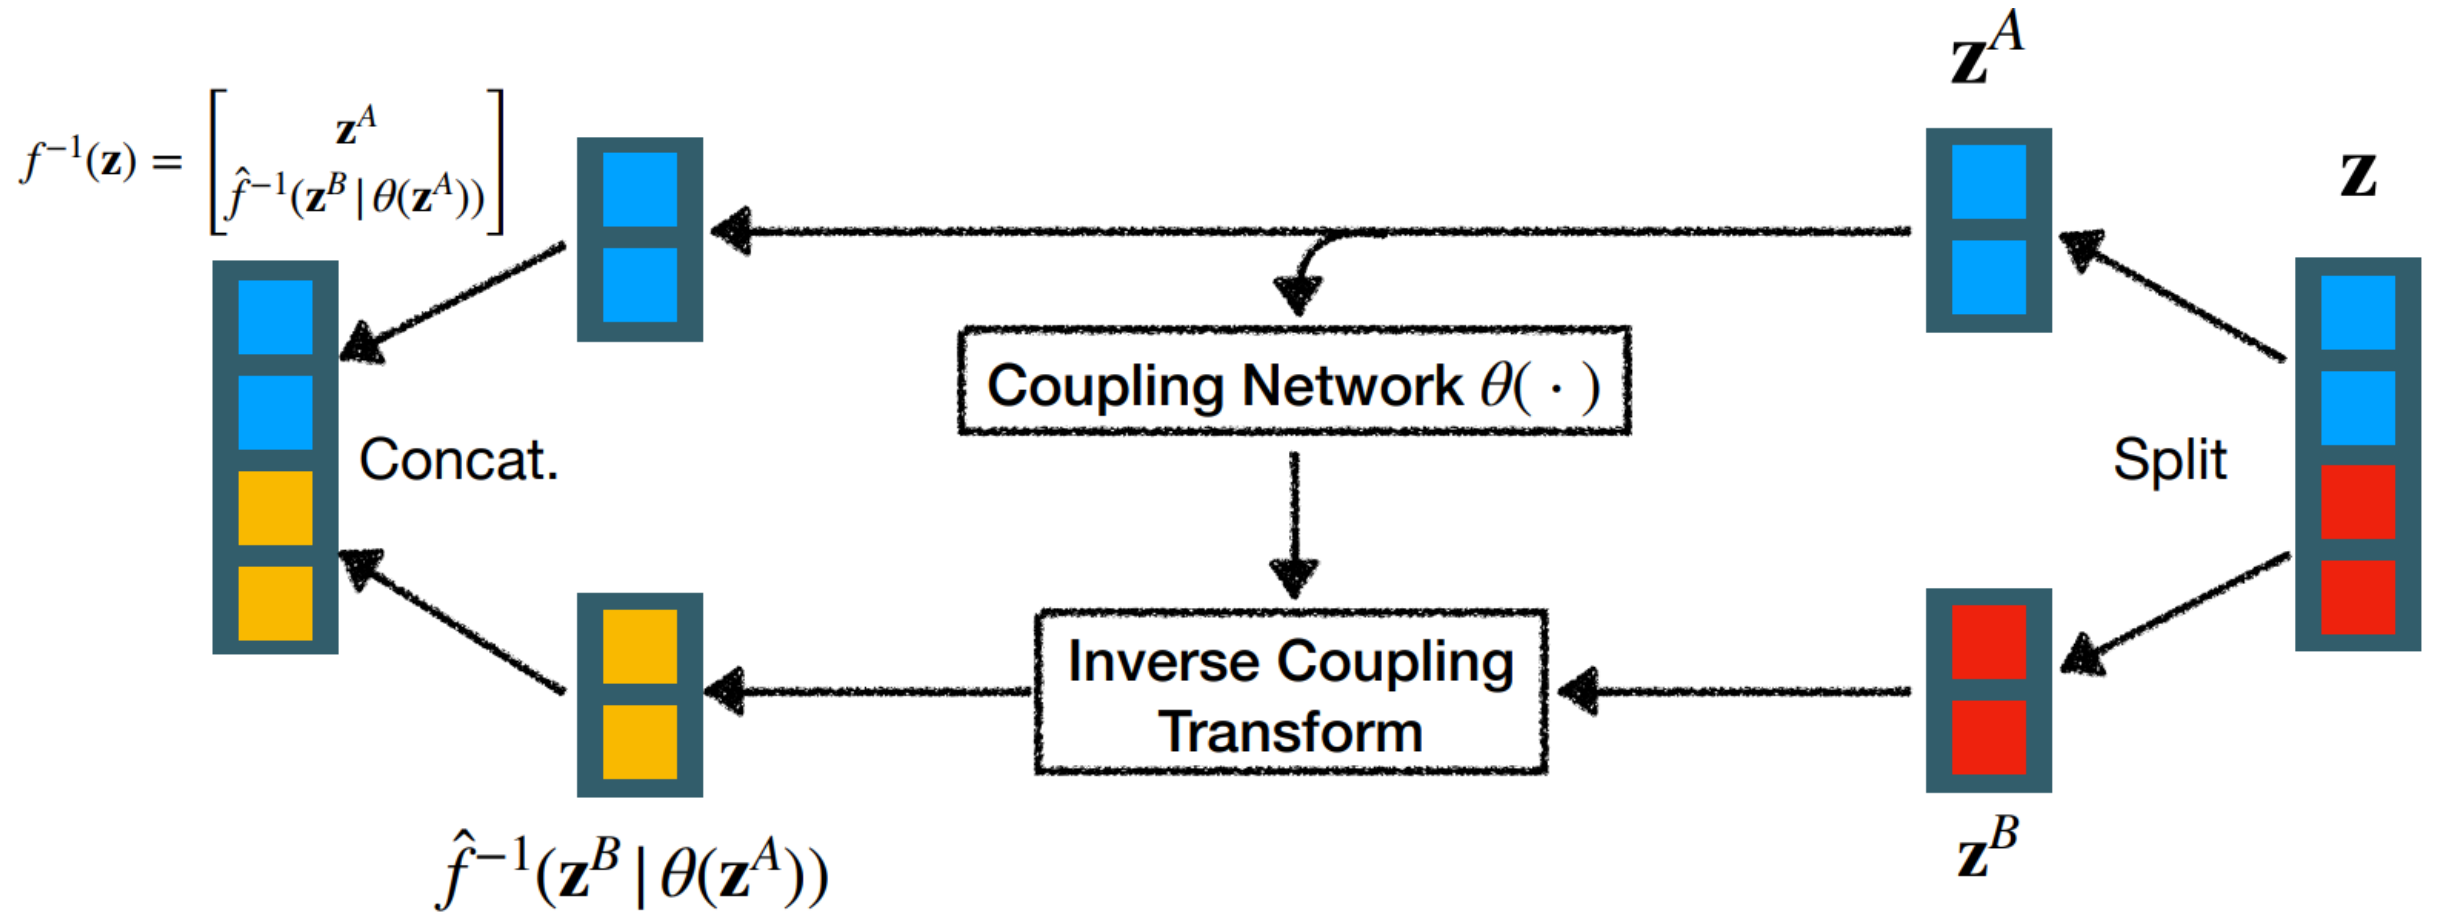 z^A
f^{-1}(z) = [ z^A
f̂^{-1}(z^B | θ(z^A)) ]
z
Coupling Network θ( · )
Concat.
Split
Inverse Coupling
Transform
f̂^{-1}(z^B | θ(z^A))
z^B